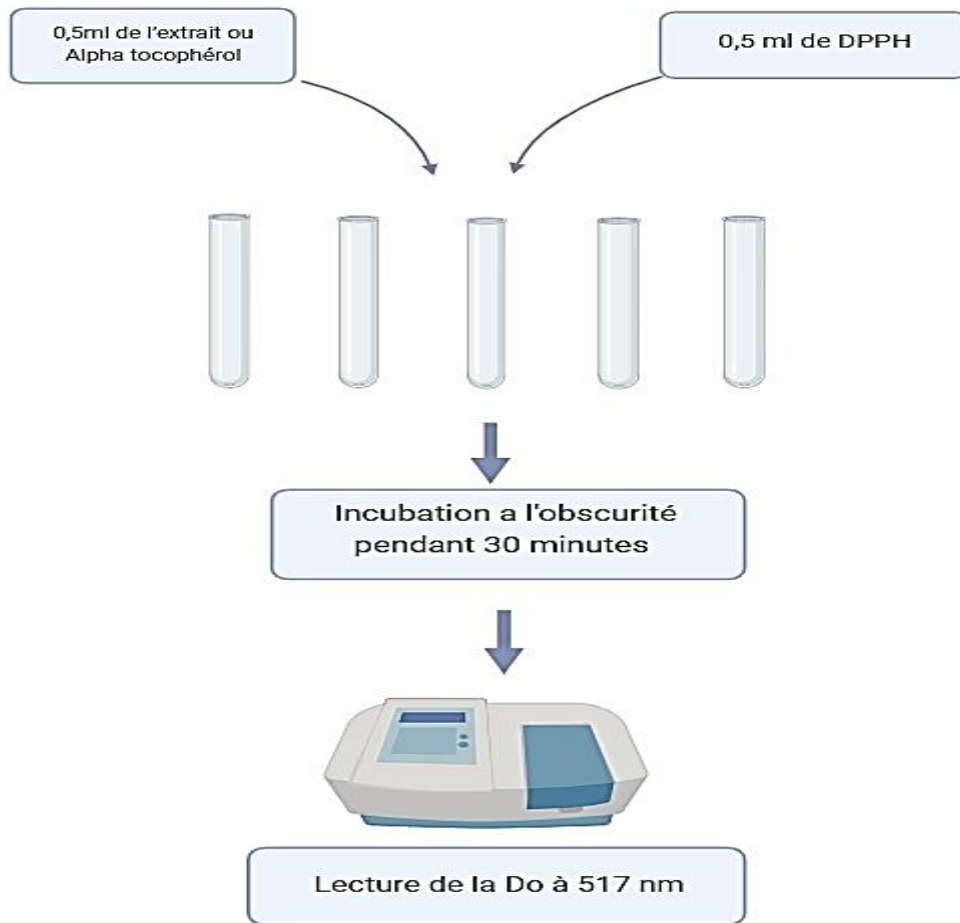 0,5ml de l'extrait ou
Alpha tocophérol
0,5 ml de DPPH
Incubation a l'obscurité
pendant 30 minutes
Lecture de la Do à 517 nm